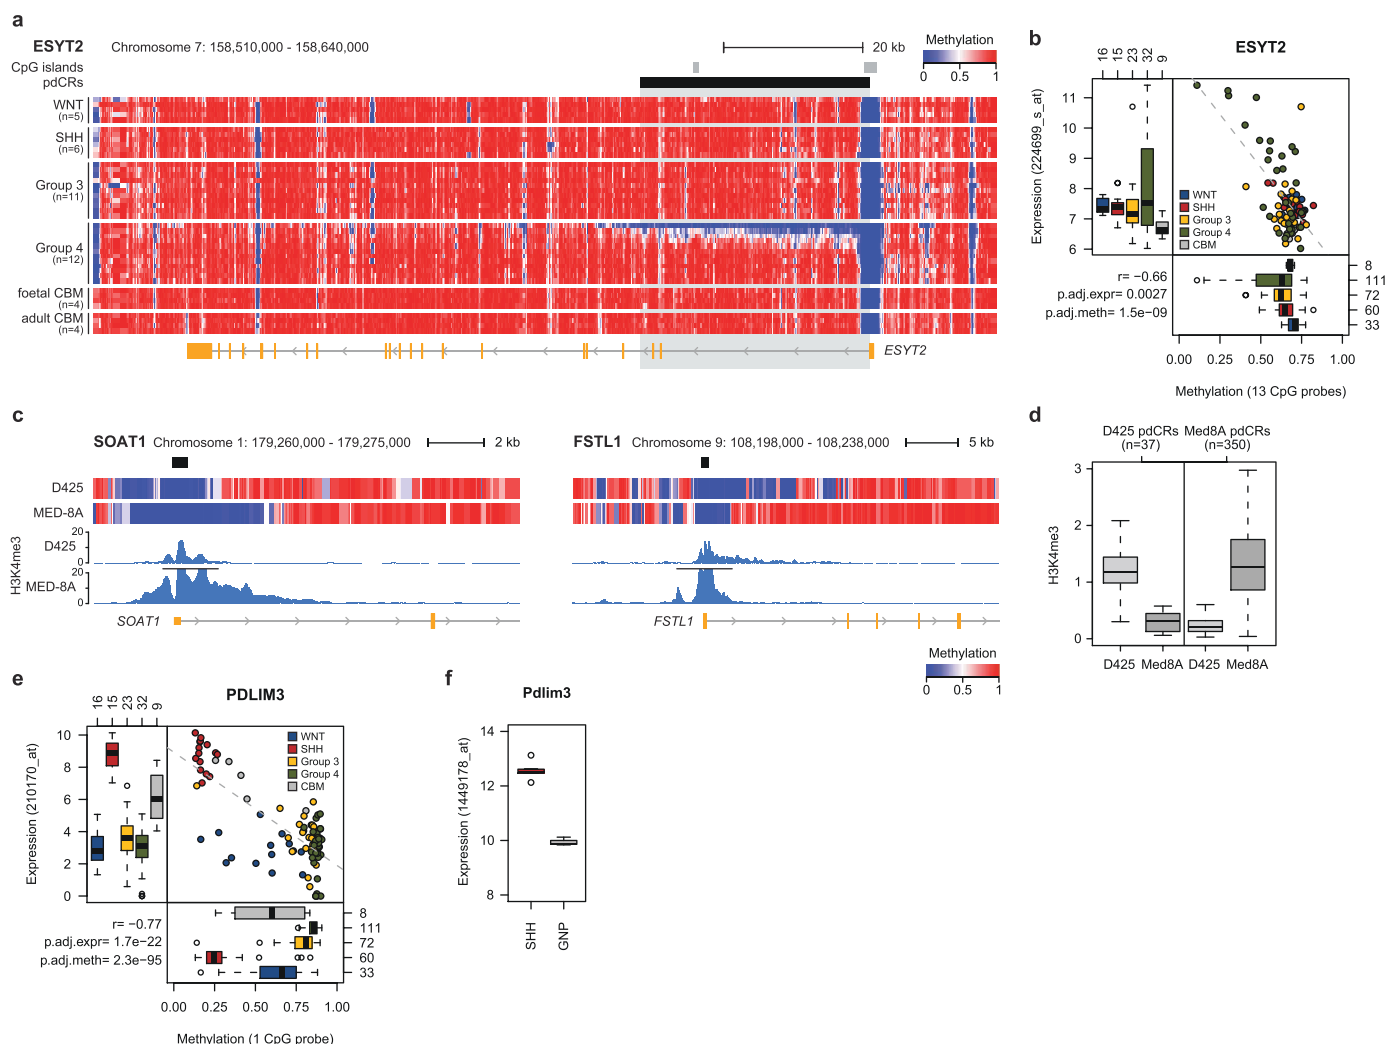 a
ESYT2 Chromosome 7: 158,510,000 - 158,640,000
20 kb
Methylation
0 0.5 1
CpG islands
pdCRs
WNT
(n=5)
SHH
(n=6)
Group 3
(n=11)
Group 4
(n=12)
foetal CBM
(n=4)
adult CBM
(n=4)
ESYT2
b
ESYT2
16 15 23 32 9
Expression (224699_s_at)
11
10
9
8
7
6
WNT
SHH
Group 3
Group 4
CBM
r= −0.66
p.adj.expr= 0.0027
p.adj.meth= 1.5e−09
8
111
72
60
33
0.00 0.25 0.50 0.75 1.00
Methylation (13 CpG probes)
c
SOAT1 Chromosome 1: 179,260,000 - 179,275,000
2 kb
FSTL1 Chromosome 9: 108,198,000 - 108,238,000
5 kb
D425
MED-8A
H3K4me3
20
D425
0
20
MED-8A
0
SOAT1
FSTL1
Methylation
0 0.5 1
d
D425 pdCRs Med8A pdCRs
(n=37) (n=350)
H3K4me3
3
2
1
0
D425 Med8A D425 Med8A
e
PDLIM3
16 15 23 32 9
Expression (210170_at)
10
8
6
4
2
0
WNT
SHH
Group 3
Group 4
CBM
r= −0.77
p.adj.expr= 1.7e−22
p.adj.meth= 2.3e−95
8
111
72
60
33
0.00 0.25 0.50 0.75 1.00
Methylation (1 CpG probe)
f
Pdlim3
Expression (1449178_at)
14
12
10
8
SHH GNP